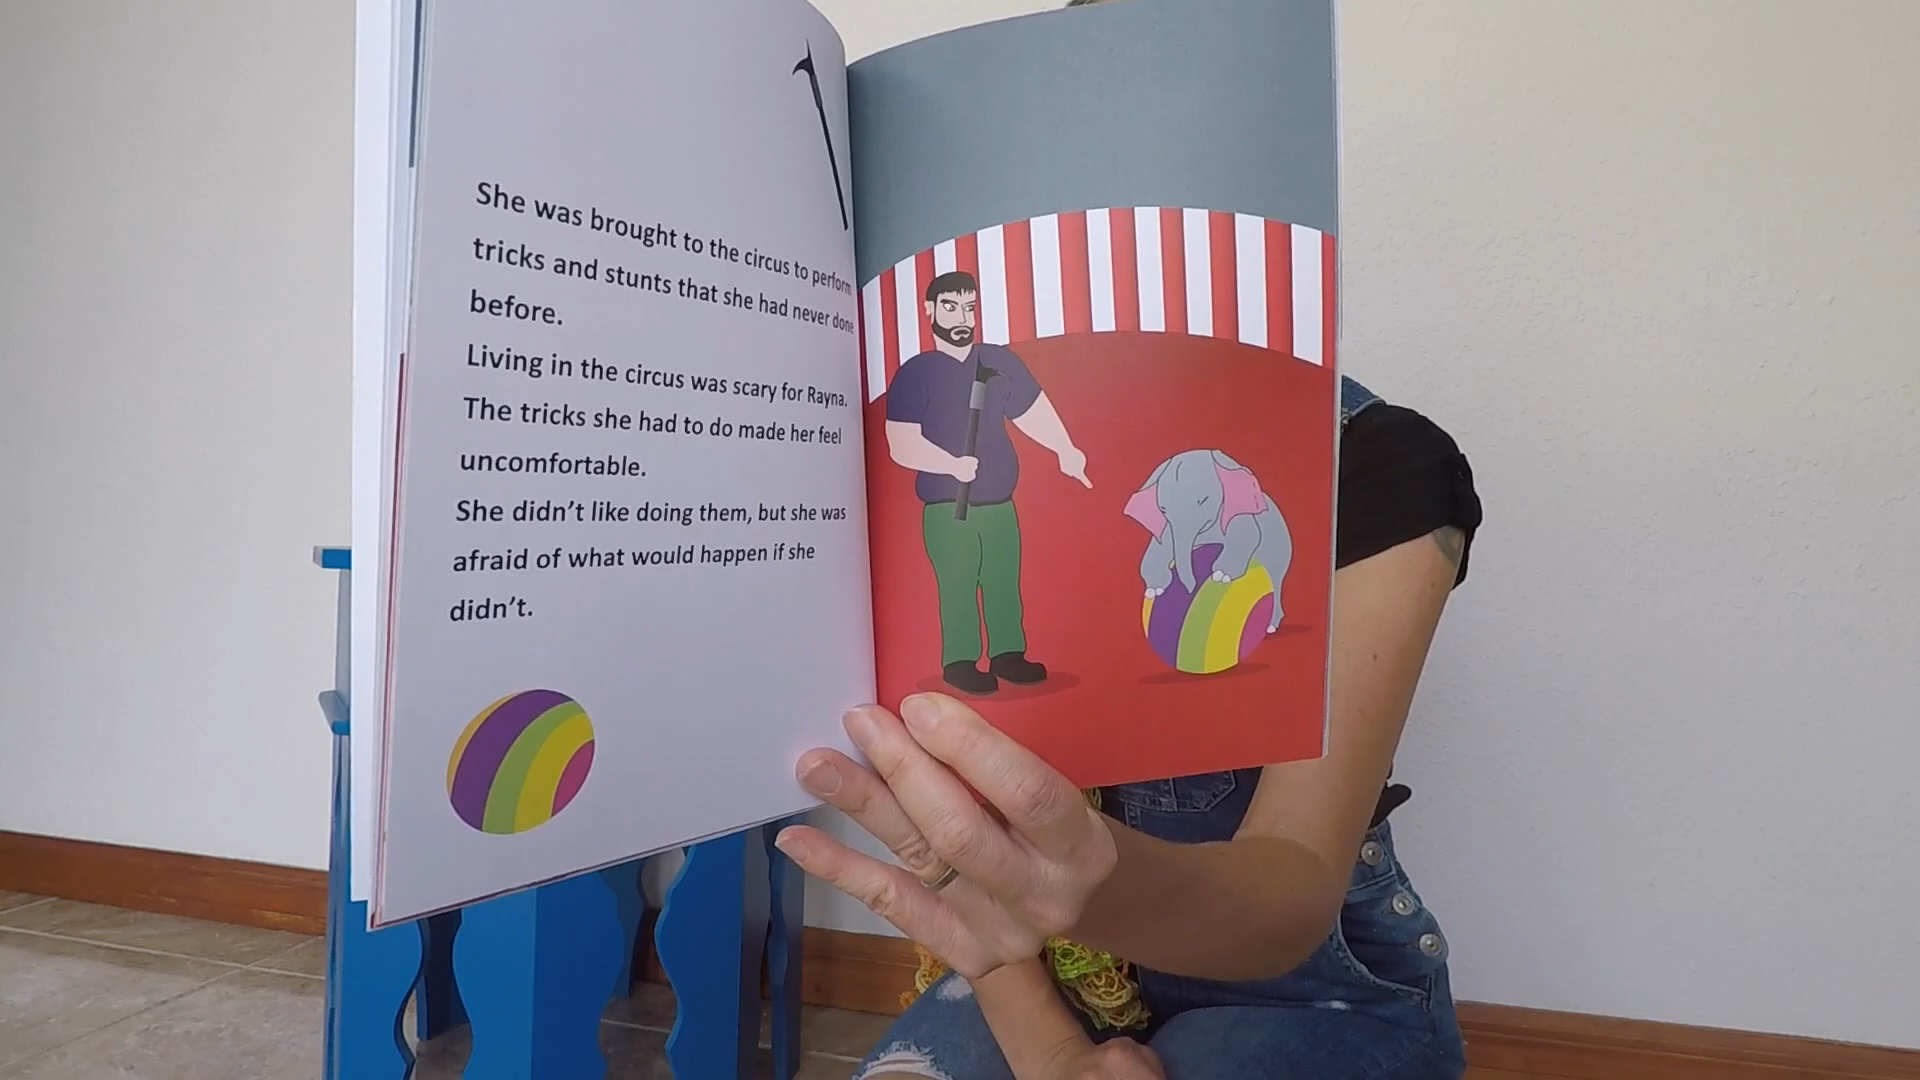 She was brought to the circus to perform
tricks and stunts that she had never done
before.
Living in the circus was scary for Rayna.
The tricks she had to do made her feel
uncomfortable.
She didn’t like doing them, but she was
afraid of what would happen if she
didn’t.